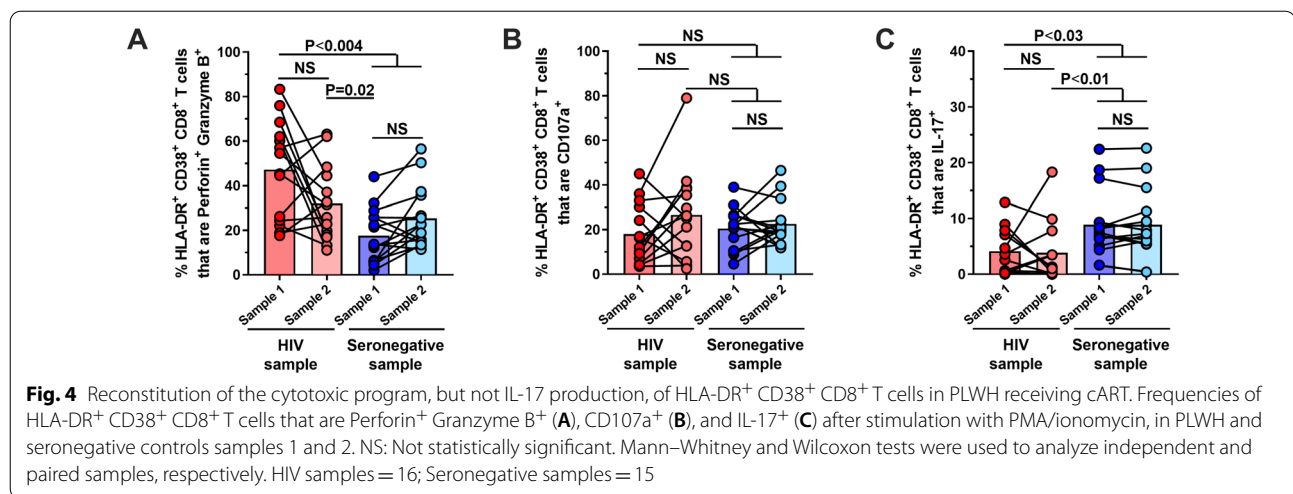 A
% HLA-DR⁺ CD38⁺ CD8⁺ T cells
that are Perforin⁺ Granzyme B⁺
100
80
60
40
20
0
P<0.004
NS
P=0.02
NS
Sample 1
Sample 2
Sample 1
Sample 2
HIV
sample
Seronegative
sample
B
% HLA-DR⁺ CD38⁺ CD8⁺ T cells
that are CD107a⁺
100
80
60
40
20
0
NS
NS
NS
NS
Sample 1
Sample 2
Sample 1
Sample 2
HIV
sample
Seronegative
sample
C
% HLA-DR⁺ CD38⁺ CD8⁺ T cells
that are IL-17⁺
40
30
20
10
0
P<0.03
NS
P<0.01
NS
Sample 1
Sample 2
Sample 1
Sample 2
HIV
sample
Seronegative
sample
Fig. 4 Reconstitution of the cytotoxic program, but not IL-17 production, of HLA-DR⁺ CD38⁺ CD8⁺ T cells in PLWH receiving cART. Frequencies of
HLA-DR⁺ CD38⁺ CD8⁺ T cells that are Perforin⁺ Granzyme B⁺ (A), CD107a⁺ (B), and IL-17⁺ (C) after stimulation with PMA/ionomycin, in PLWH and
seronegative controls samples 1 and 2. NS: Not statistically significant. Mann–Whitney and Wilcoxon tests were used to analyze independent and
paired samples, respectively. HIV samples = 16; Seronegative samples = 15